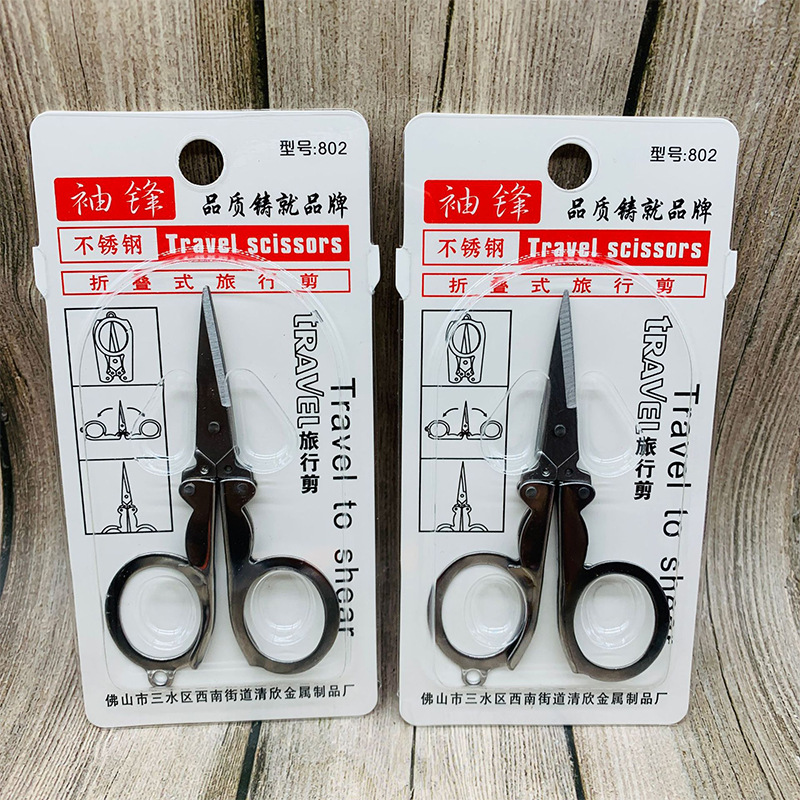 型号:802
袖锋 品质铸就品牌
不锈钢 Travel scissors
折叠式旅行剪
tRAVEL旅行剪
Travel to shear
佛山市三水区西南街道清欣金属制品厂
型号:802
袖锋 品质铸就品牌
不锈钢 Travel scissors
折叠式旅行剪
tRAVEL旅行剪
Travel to shear
佛山市三水区西南街道清欣金属制品厂